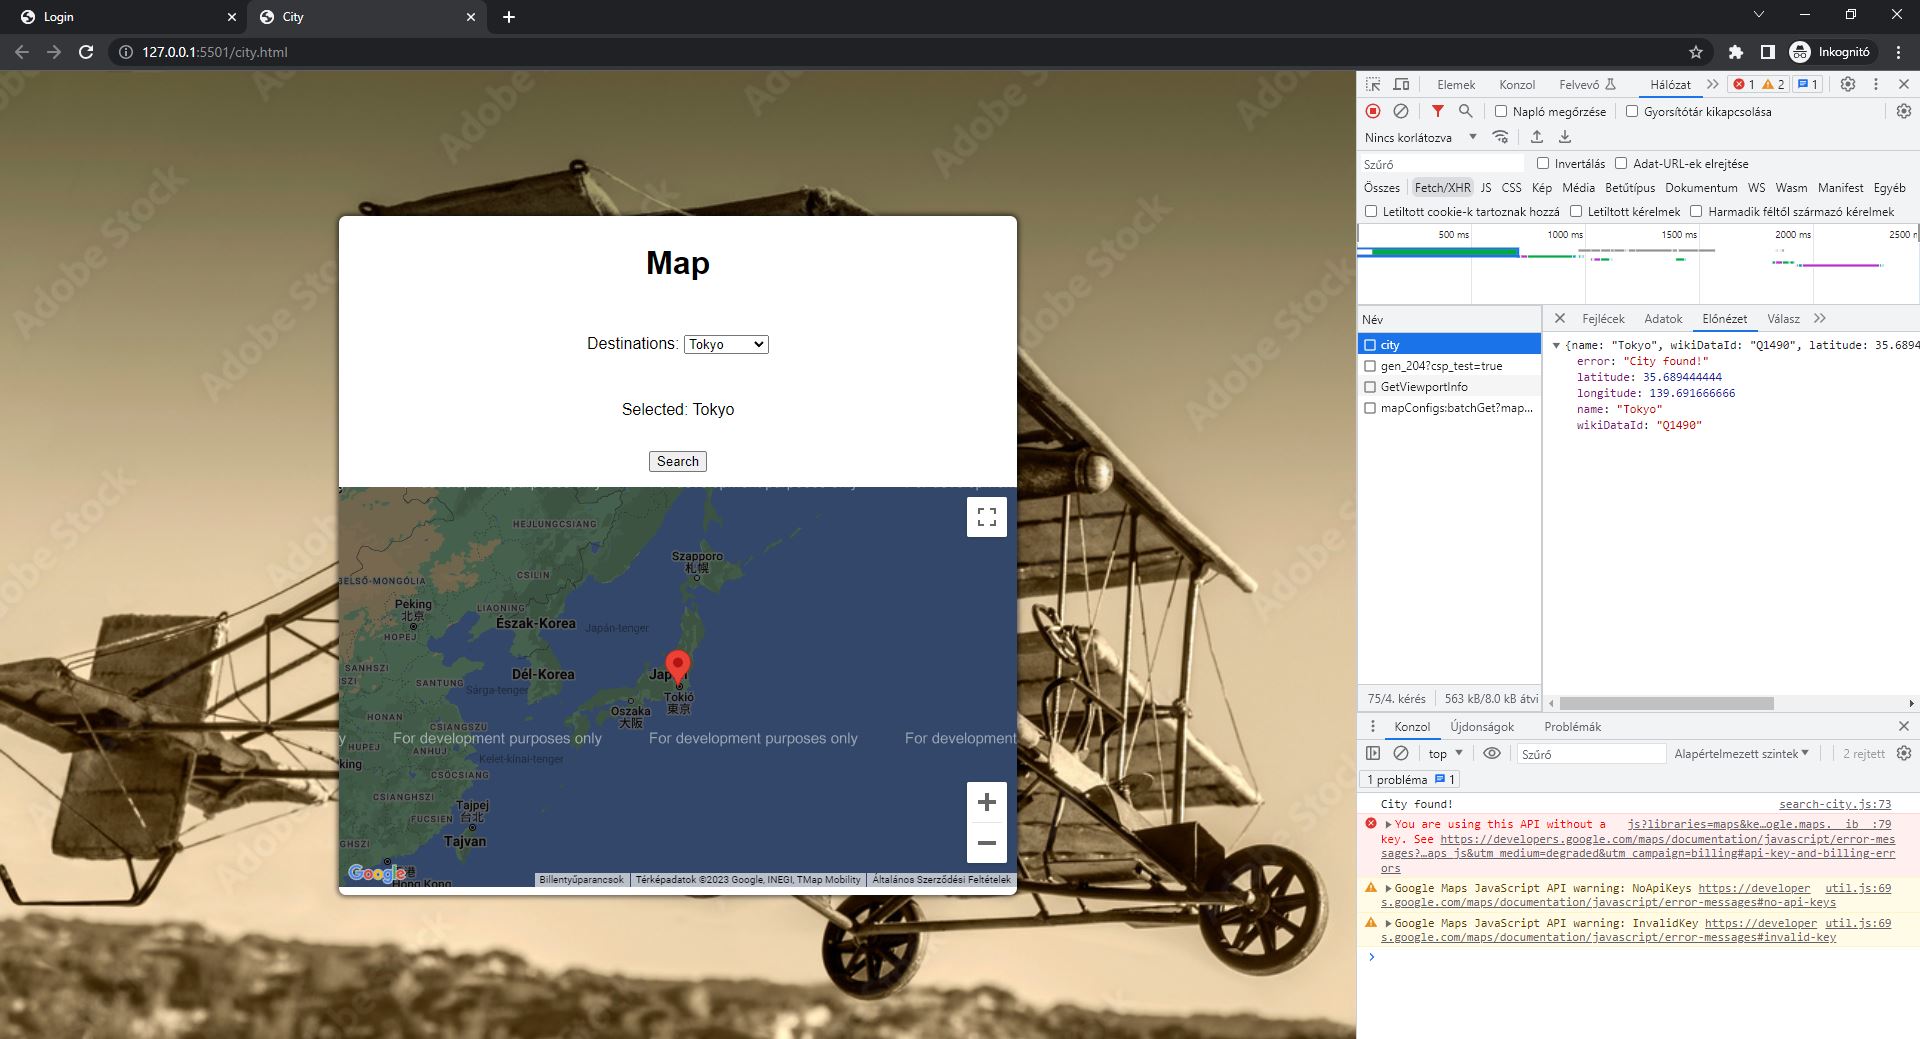 Login
City
127.0.0.1:5501/city.html
Inkognitó
Adobe Stock
Map
Destinations: Tokyo
Selected: Tokyo
Search
HEJLUNGCSIANG
Szapporo
札幌
CSILIN
BELSŐ-MONGÓLIA
Peking
北京
LIAONING
Észak-Korea
Japán-tenger
HOPEJ
SANHSZI
Dél-Korea
SANTUNG
Sárga-tenger
Tokió
東京
Oszaka
大阪
HONAN
CSIANGSZU
HUPEJ
ANHUJ
For development purposes only
For development purposes only
For development
Kelet-kínai-tenger
CSÖCSIANG
CSIANGHSZI
Tajpej
台北
FUCSIEN
Tajvan
Hong Kong
Google
Billentyűparancsok
Térképadatok ©2023 Google, INEGI, TMap Mobility
Általános Szerződési Feltételek
Elemek Konzol Felvevő Hálózat 1 2 1
Napló megőrzése Gyorsítótár kikapcsolása
Nincs korlátozva
Szűrő Invertálás Adat-URL-ek elrejtése
Összes Fetch/XHR JS CSS Kép Média Betűtípus Dokumentum WS Wasm Manifest Egyéb
Letiltott cookie-k tartoznak hozzá Letiltott kérelmek Harmadik féltől származó kérelmek
500 ms 1000 ms 1500 ms 2000 ms 2500 
Név
city
gen_204?csp_test=true
GetViewportInfo
mapConfigs:batchGet?map...
75/4. kérés 563 kB/8.0 kB átvi
Fejlécek Adatok Előnézet Válasz
{name: "Tokyo", wikiDataId: "Q1490", latitude: 35.6894
error: "City found!"
latitude: 35.689444444
longitude: 139.691666666
name: "Tokyo"
wikiDataId: "Q1490"
Konzol Újdonságok Problémák
top Szűrő Alapértelmezett szintek 2 rejtett
1 probléma 1
City found! search-city.js:73
You are using this API without a js?libraries=maps&ke…ogle.maps.__ib__:79
key. See https://developers.google.com/maps/documentation/javascript/error-mes
sages?…aps_js&utm_medium=degraded&utm_campaign=billing#api-key-and-billing-err
ors
Google Maps JavaScript API warning: NoApiKeys https://developer util.js:69
s.google.com/maps/documentation/javascript/error-messages#no-api-keys
Google Maps JavaScript API warning: InvalidKey https://developer util.js:69
s.google.com/maps/documentation/javascript/error-messages#invalid-key